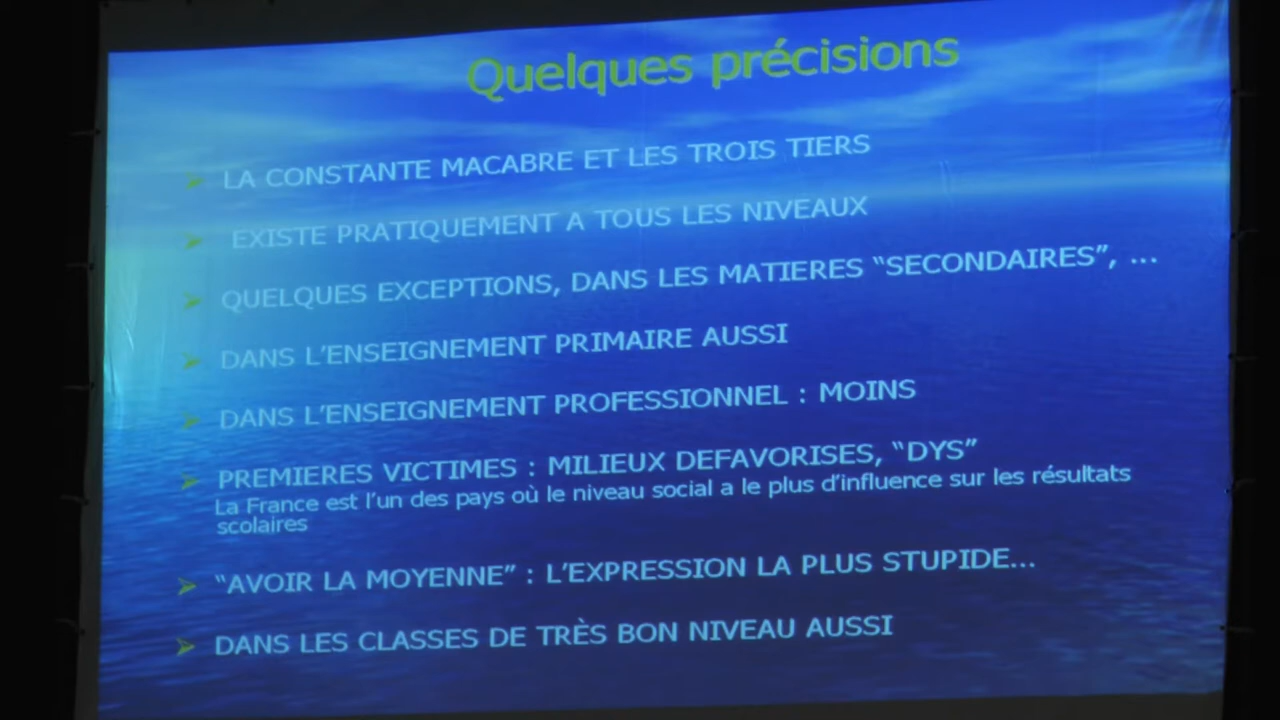 Quelques précisions
LA CONSTANTE MACABRE ET LES TROIS TIERS
EXISTE PRATIQUEMENT A TOUS LES NIVEAUX
QUELQUES EXCEPTIONS, DANS LES MATIERES “SECONDAIRES”, ...
DANS L’ENSEIGNEMENT PRIMAIRE AUSSI
DANS L’ENSEIGNEMENT PROFESSIONNEL : MOINS
PREMIERES VICTIMES : MILIEUX DEFAVORISES, “DYS”
La France est l’un des pays où le niveau social a le plus d’influence sur les résultats
scolaires
“AVOIR LA MOYENNE” : L’EXPRESSION LA PLUS STUPIDE...
DANS LES CLASSES DE TRÈS BON NIVEAU AUSSI